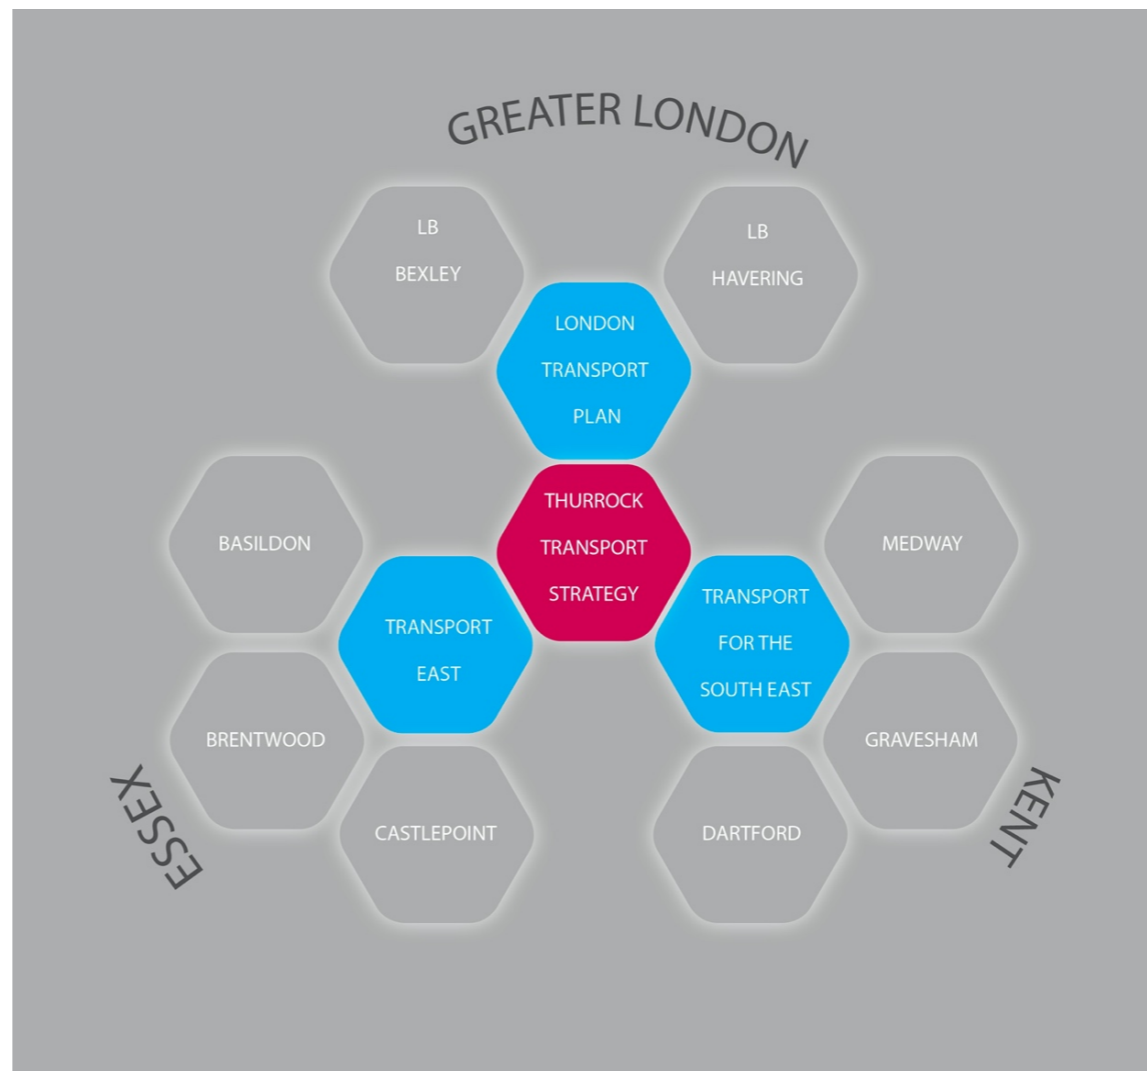 GREATER LONDON
LB
BEXLEY
LB
HAVERING
LONDON
TRANSPORT
PLAN
THURROCK
TRANSPORT
STRATEGY
BASILDON
MEDWAY
TRANSPORT
EAST
TRANSPORT
FOR THE
SOUTH EAST
BRENTWOOD
GRAVESHAM
ESSEX
KENT
CASTLEPOINT
DARTFORD